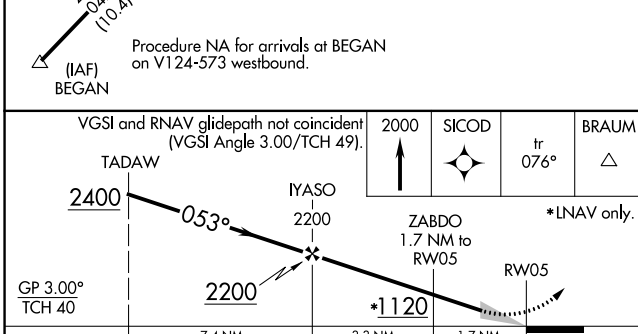 (10.4)
(IAF)
BEGAN
Procedure NA for arrivals at BEGAN
on V124-573 westbound.
VGSI and RNAV glidepath not coincident
(VGSI Angle 3.00/TCH 49).
2000
SICOD
tr
076°
BRAUM
TADAW
2400
053°
IYASO
2200
ZABDO
1.7 NM to
RW05
*LNAV only.
RW05
GP 3.00°
TCH 40
2200
*1120